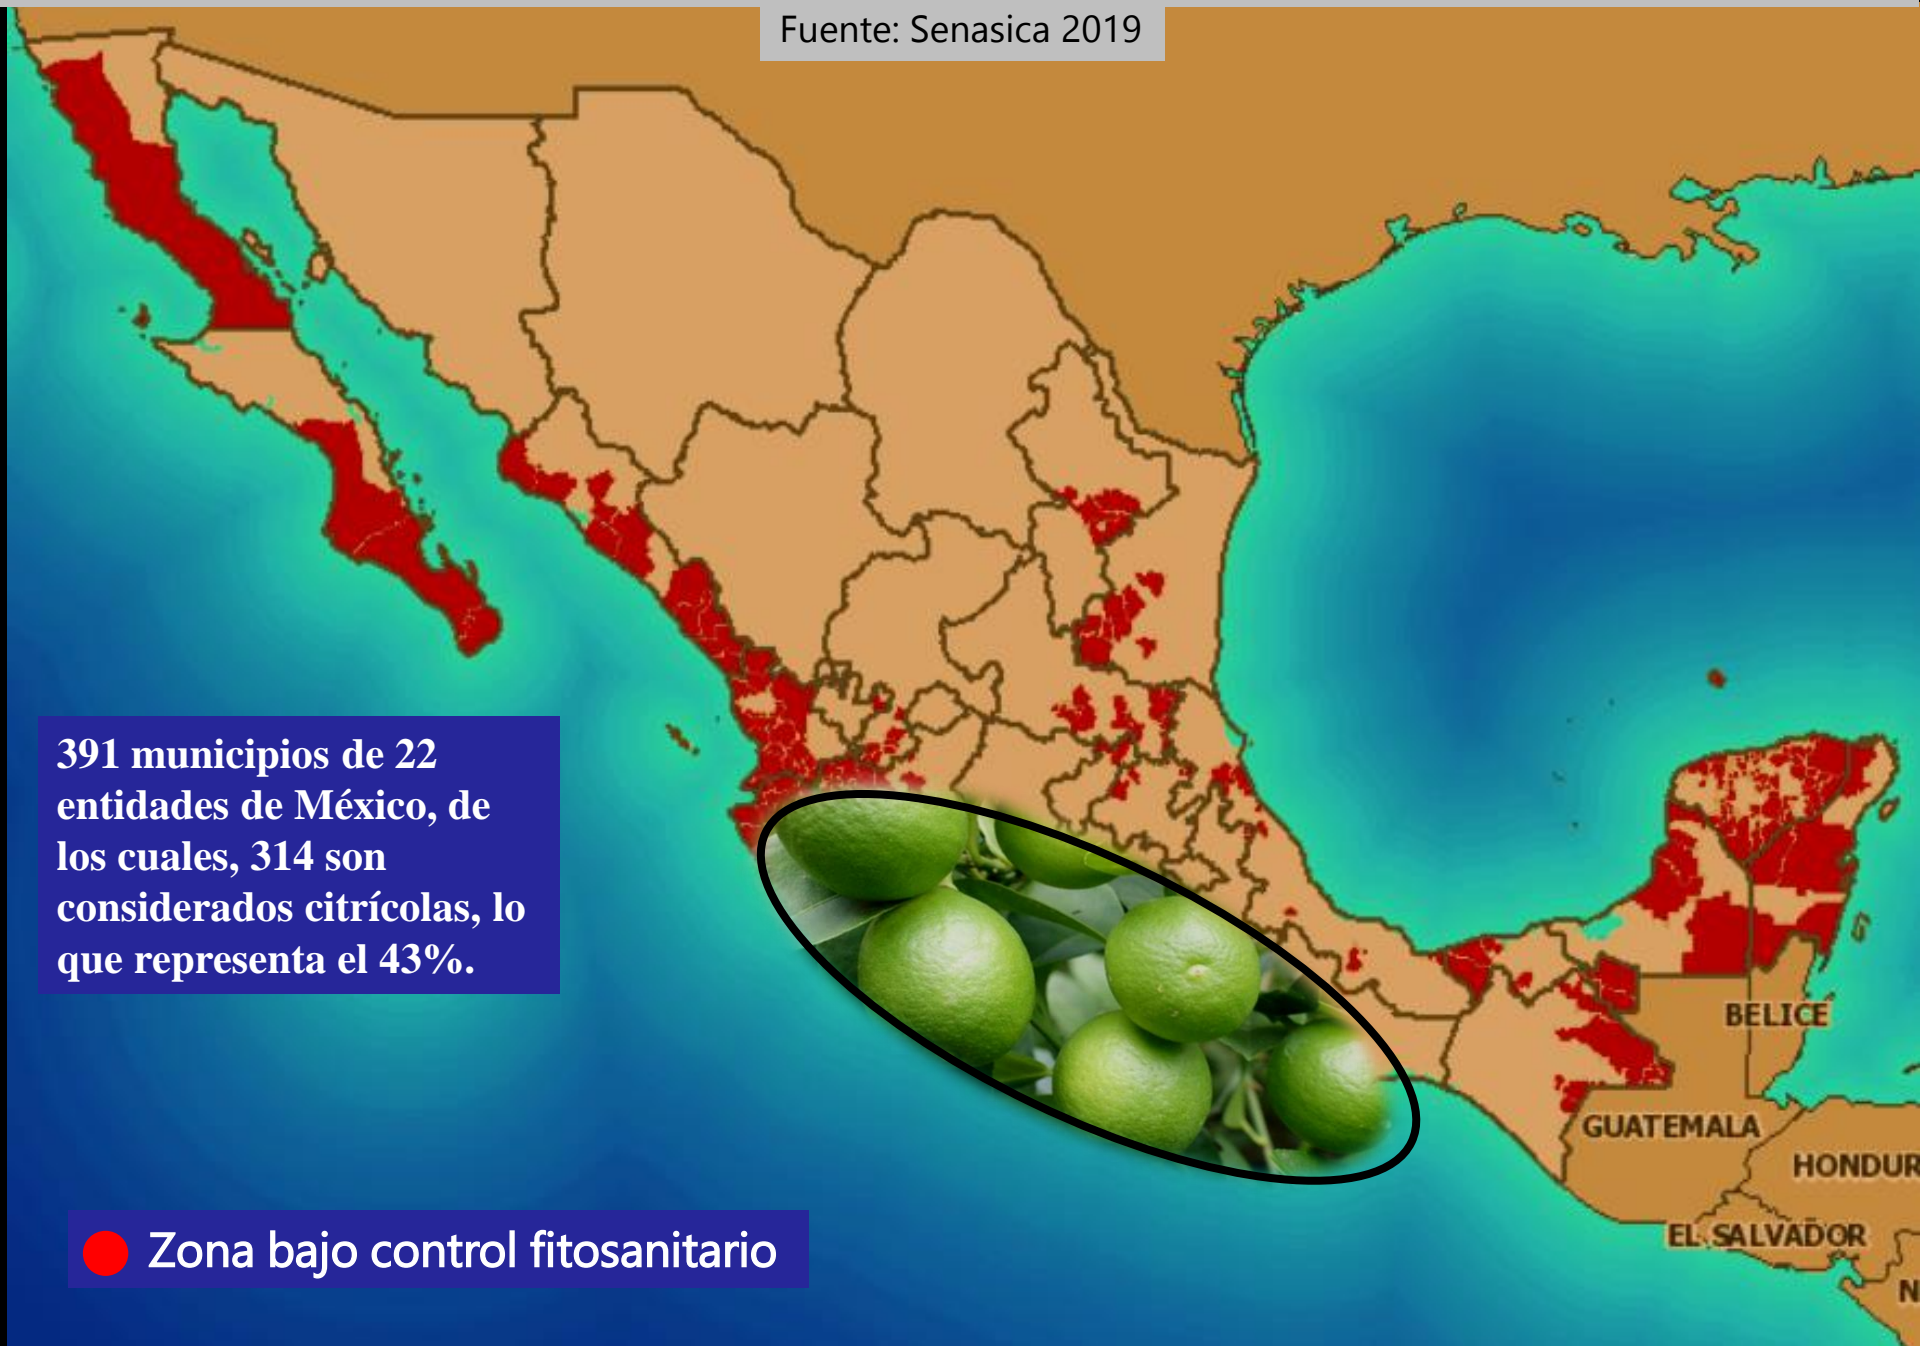 Fuente: Senasica 2019
391 municipios de 22
entidades de México, de
los cuales, 314 son
considerados citrícolas, lo
que representa el 43%.
BELICE
GUATEMALA
HONDUR
EL SALVADOR
N
Zona bajo control fitosanitario